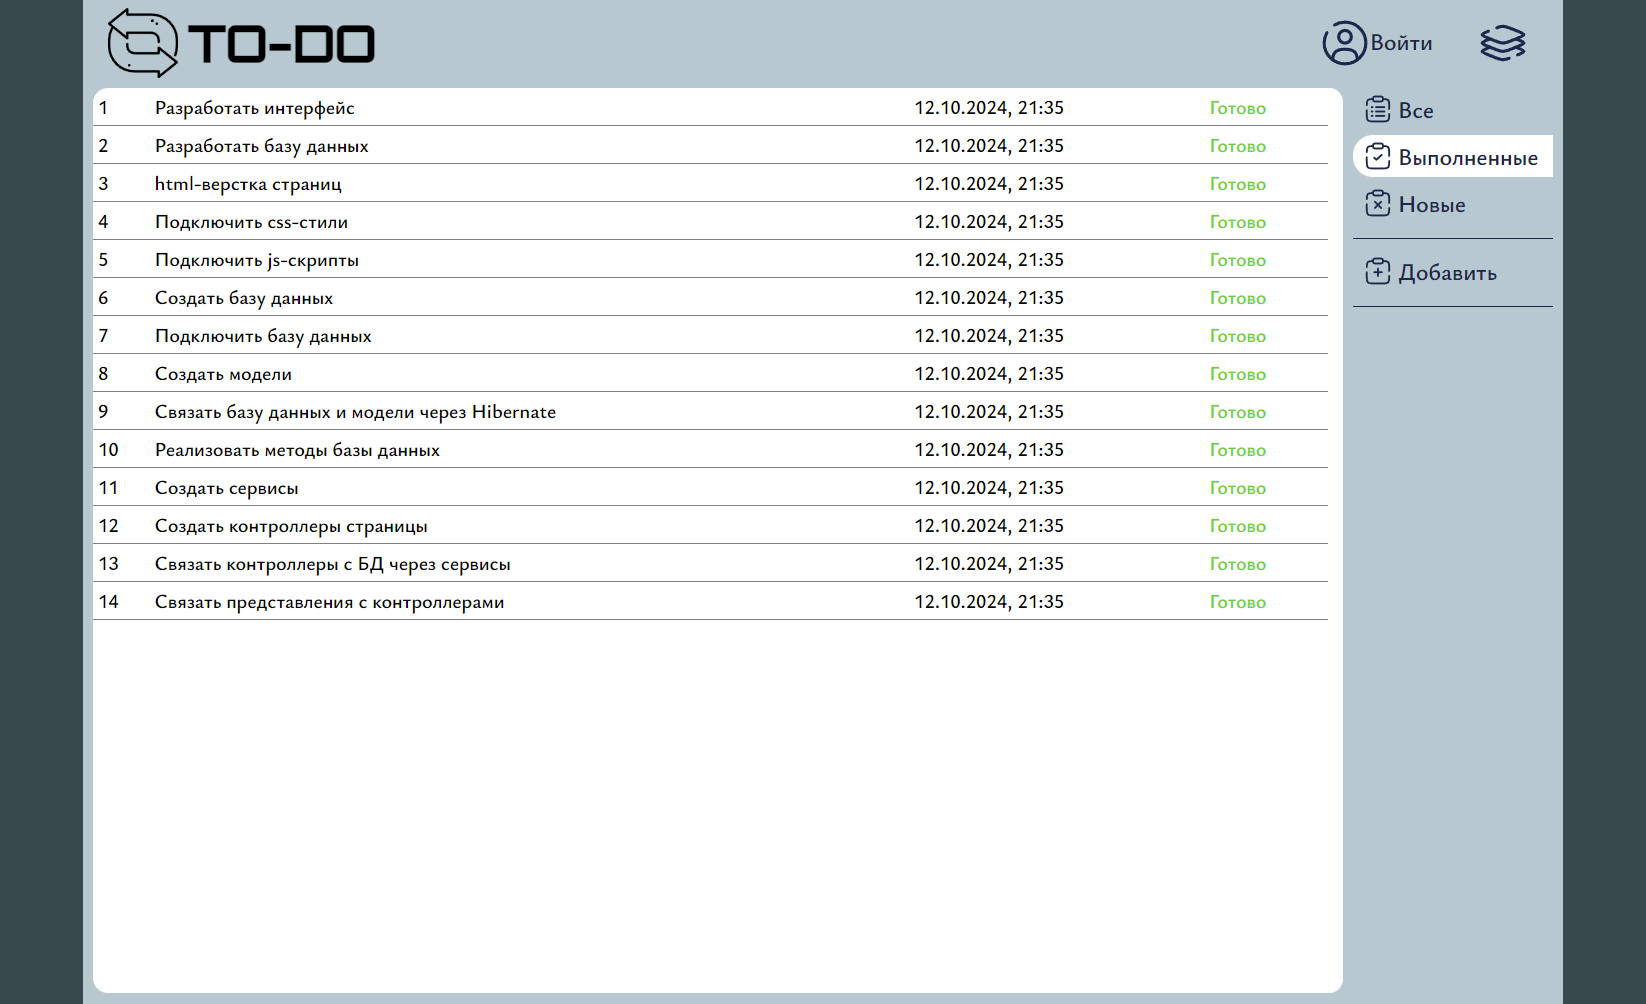 TO-DO
Войти
1 Разработать интерфейс 12.10.2024, 21:35 Готово
2 Разработать базу данных 12.10.2024, 21:35 Готово
3 html-верстка страниц 12.10.2024, 21:35 Готово
4 Подключить css-стили 12.10.2024, 21:35 Готово
5 Подключить js-скрипты 12.10.2024, 21:35 Готово
6 Создать базу данных 12.10.2024, 21:35 Готово
7 Подключить базу данных 12.10.2024, 21:35 Готово
8 Создать модели 12.10.2024, 21:35 Готово
9 Связать базу данных и модели через Hibernate 12.10.2024, 21:35 Готово
10 Реализовать методы базы данных 12.10.2024, 21:35 Готово
11 Создать сервисы 12.10.2024, 21:35 Готово
12 Создать контроллеры страницы 12.10.2024, 21:35 Готово
13 Связать контроллеры с БД через сервисы 12.10.2024, 21:35 Готово
14 Связать представления с контроллерами 12.10.2024, 21:35 Готово
Все
Выполненные
Новые
Добавить